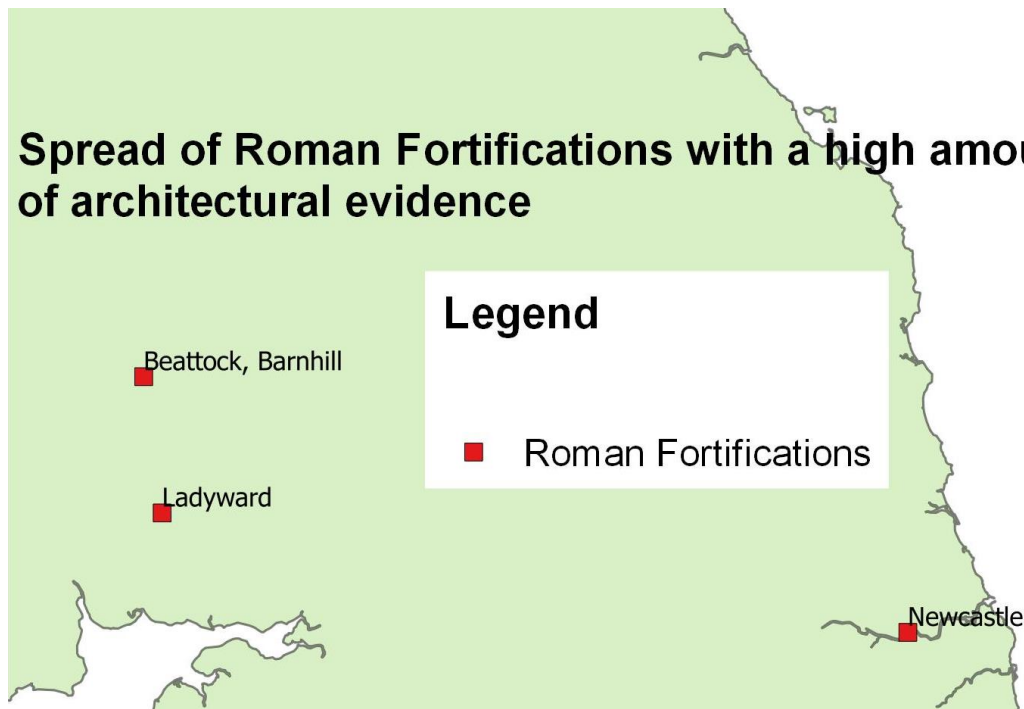 Spread of Roman Fortifications with a high amou
of architectural evidence
Legend
Beattock, Barnhill
Roman Fortifications
Ladyward
Newcastle